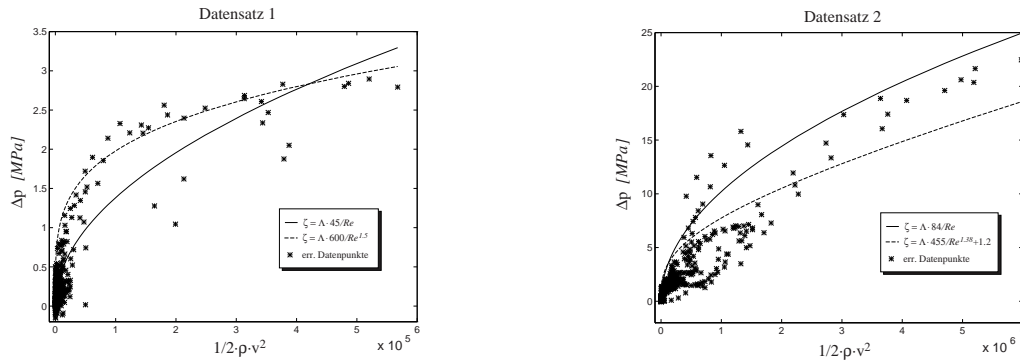 Datensatz 1
Δp [MPa]
3.5
3
2.5
2
1.5
1
0.5
0
0 1 2 3 4 5 6
x 10^5
1/2·ρ·v²
ζ = Λ· 45/Re
ζ = Λ· 600/Re^1.5
err. Datenpunkte
Datensatz 2
Δp [MPa]
25
20
15
10
5
0
0 1 2 3 4 5
x 10^6
1/2·ρ·v²
ζ = Λ· 84/Re
ζ = Λ· 455/Re^1.38+1.2
err. Datenpunkte